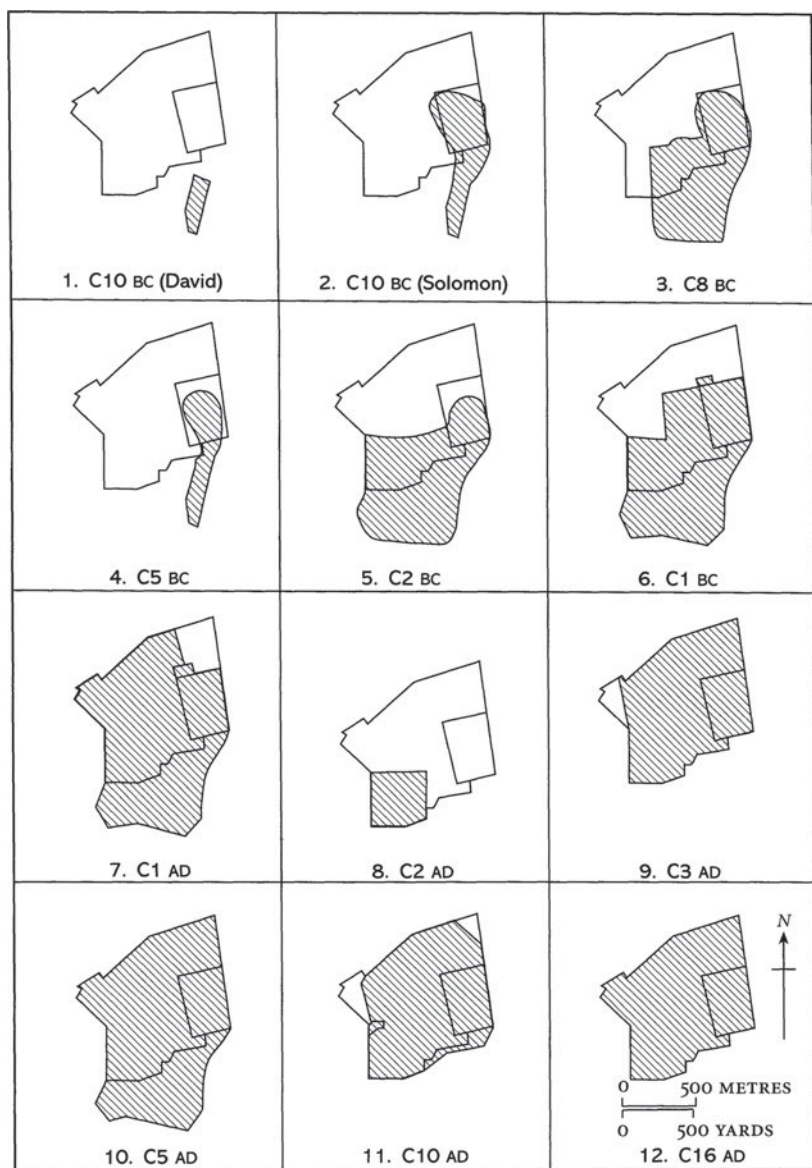 1. C10 BC (David)
2. C10 BC (Solomon)
3. C8 BC
4. C5 BC
5. C2 BC
6. C1 BC
7. C1 AD
8. C2 AD
9. C3 AD
10. C5 AD
11. C10 AD
N
0 500 METRES
0 500 YARDS
12. C16 AD